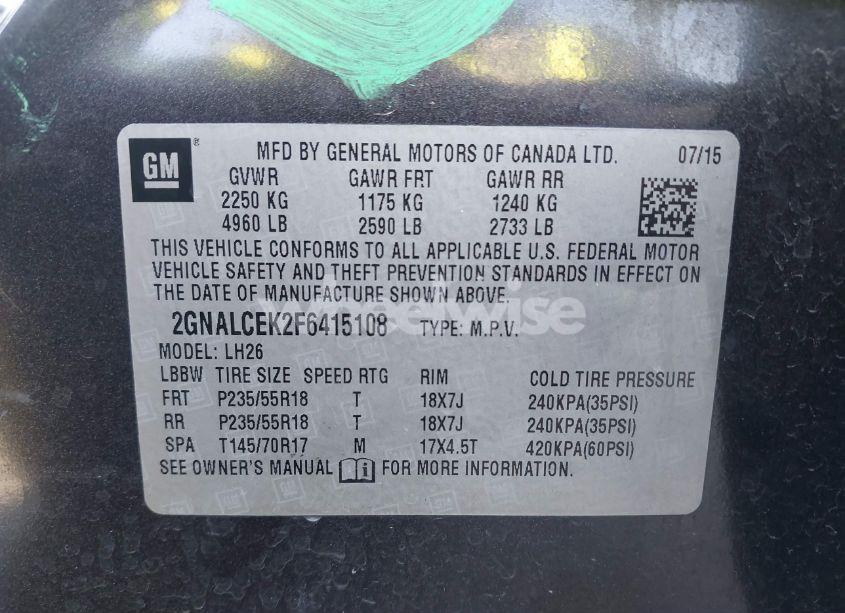 GM ® MFD BY GENERAL MOTORS OF CANADA LTD. 07/15
GVWR GAWR FRT GAWR RR
2250 KG 1175 KG 1240 KG
4960 LB 2590 LB 2733 LB
THIS VEHICLE CONFORMS TO ALL APPLICABLE U.S. FEDERAL MOTOR
VEHICLE SAFETY AND THEFT PREVENTION STANDARDS IN EFFECT ON
THE DATE OF MANUFACTURE SHOWN ABOVE.
2GNALCEK2F6415108 TYPE: M.P.V.
MODEL: LH26
LBBW TIRE SIZE SPEED RTG RIM COLD TIRE PRESSURE
FRT P235/55R18 T 18X7J 240KPA(35PSI)
RR P235/55R18 T 18X7J 240KPA(35PSI)
SPA T145/70R17 M 17X4.5T 420KPA(60PSI)
SEE OWNER'S MANUAL FOR MORE INFORMATION.